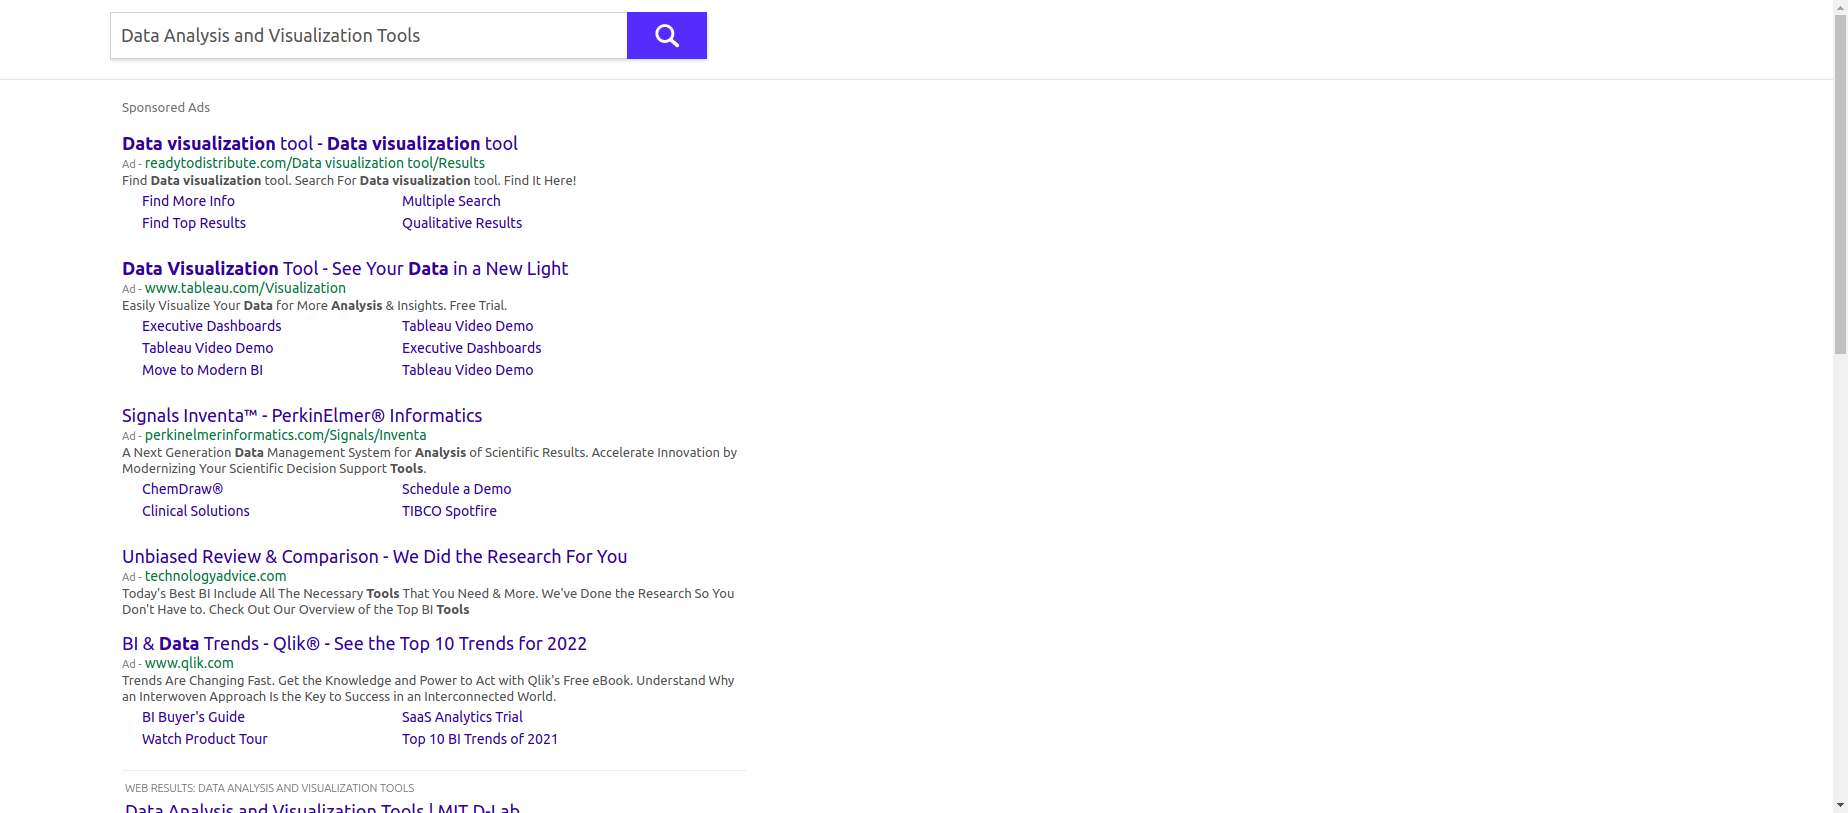 Data Analysis and Visualization Tools
Sponsored Ads
Data visualization tool - Data visualization tool
Ad - readytodistribute.com/Data visualization tool/Results
Find Data visualization tool. Search For Data visualization tool. Find It Here!
Find More Info
Multiple Search
Find Top Results
Qualitative Results
Data Visualization Tool - See Your Data in a New Light
Ad - www.tableau.com/Visualization
Easily Visualize Your Data for More Analysis & Insights. Free Trial.
Executive Dashboards
Tableau Video Demo
Tableau Video Demo
Executive Dashboards
Move to Modern BI
Tableau Video Demo
Signals Inventa™ - PerkinElmer® Informatics
Ad - perkinelmerinformatics.com/Signals/Inventa
A Next Generation Data Management System for Analysis of Scientific Results. Accelerate Innovation by
Modernizing Your Scientific Decision Support Tools.
ChemDraw®
Schedule a Demo
Clinical Solutions
TIBCO Spotfire
Unbiased Review & Comparison - We Did the Research For You
Ad - technologyadvice.com
Today's Best BI Include All The Necessary Tools That You Need & More. We've Done the Research So You
Don't Have to. Check Out Our Overview of the Top BI Tools
BI & Data Trends - Qlik® - See the Top 10 Trends for 2022
Ad - www.qlik.com
Trends Are Changing Fast. Get the Knowledge and Power to Act with Qlik's Free eBook. Understand Why
an Interwoven Approach Is the Key to Success in an Interconnected World.
BI Buyer's Guide
SaaS Analytics Trial
Watch Product Tour
Top 10 BI Trends of 2021
WEB RESULTS: DATA ANALYSIS AND VISUALIZATION TOOLS
Data Analysis and Visualization Tools | MIT D-Lab